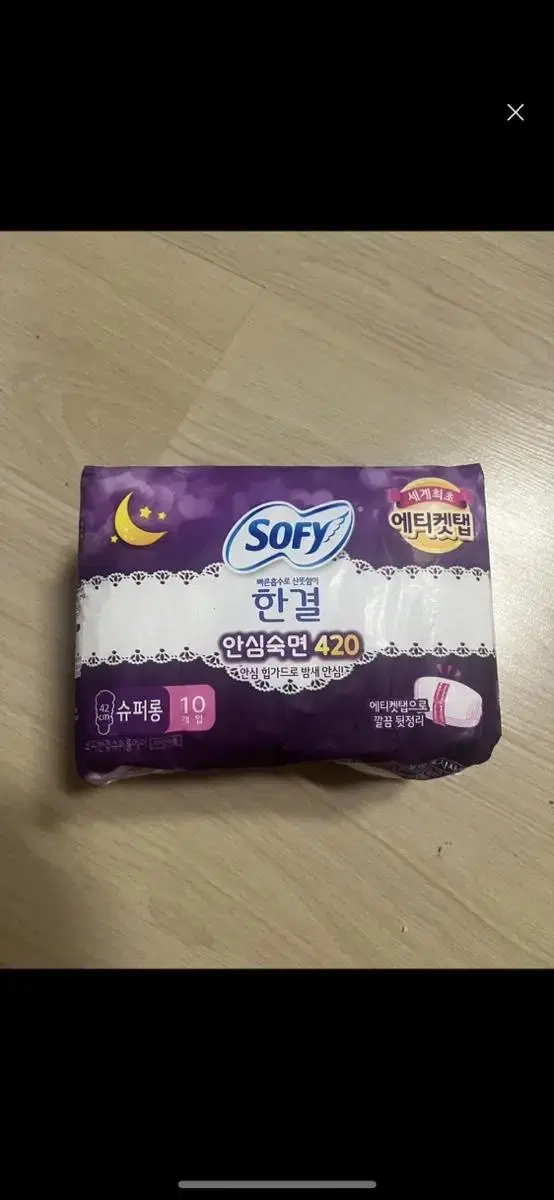 SOFY
세계최초
에티켓탭
빠른흡수로 산뜻함이
한결
안심숙면 420
안심 힙가드로 밤새 안심!
42
cm
슈퍼롱
10
개입
에티켓탭으로
깔끔 뒷정리